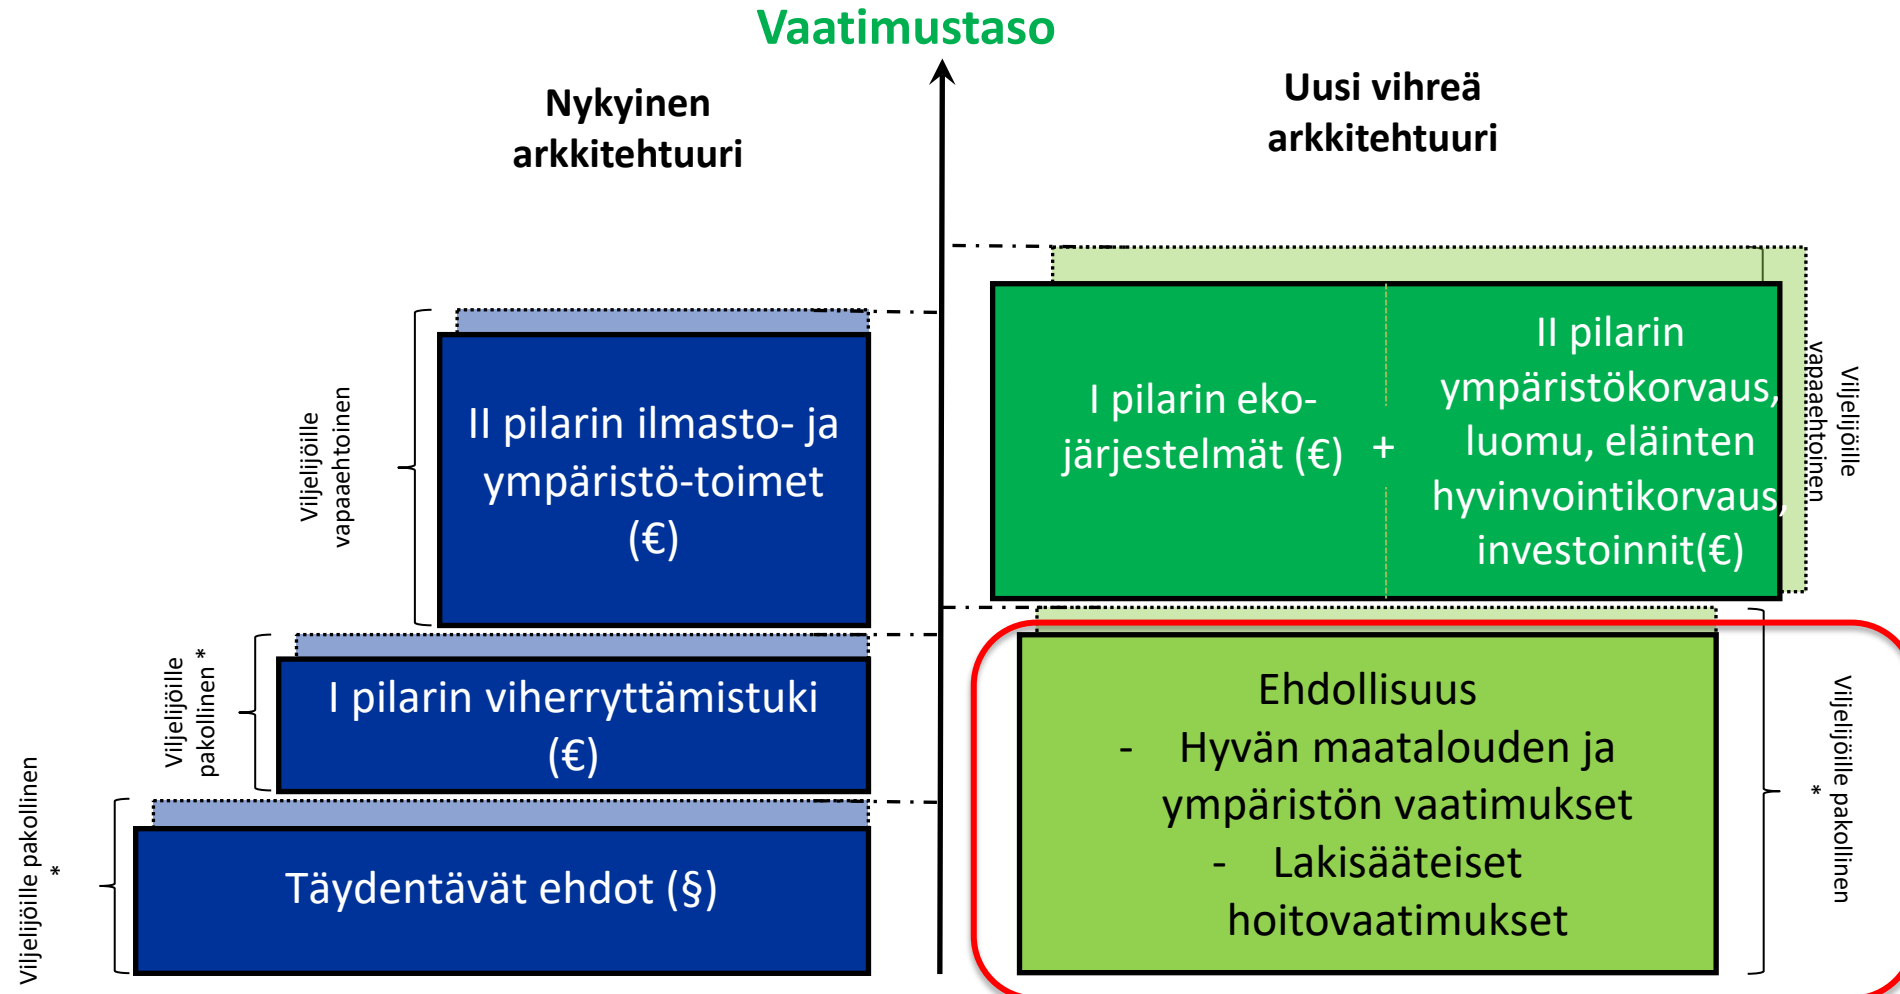 Vaatimustaso
Nykyinen
arkkitehtuuri
Uusi vihreä
arkkitehtuuri
Viljelijöille
vapaaehtoinen
II pilarin ilmasto- ja
ympäristö-toimet
(€)
Viljelijöille
pakollinen *
I pilarin viherryttämistuki
(€)
Viljelijöille pakollinen
*
Täydentävät ehdot (§)
I pilarin eko-
järjestelmät (€)
+
II pilarin
ympäristökorvaus,
luomu, eläinten
hyvinvointikorvaus,
investoinnit(€)
Viljelijöille
vapaaehtoinen
Ehdollisuus
- Hyvän maatalouden ja
ympäristön vaatimukset
- Lakisääteiset
hoitovaatimukset
Viljelijöille pakollinen
*